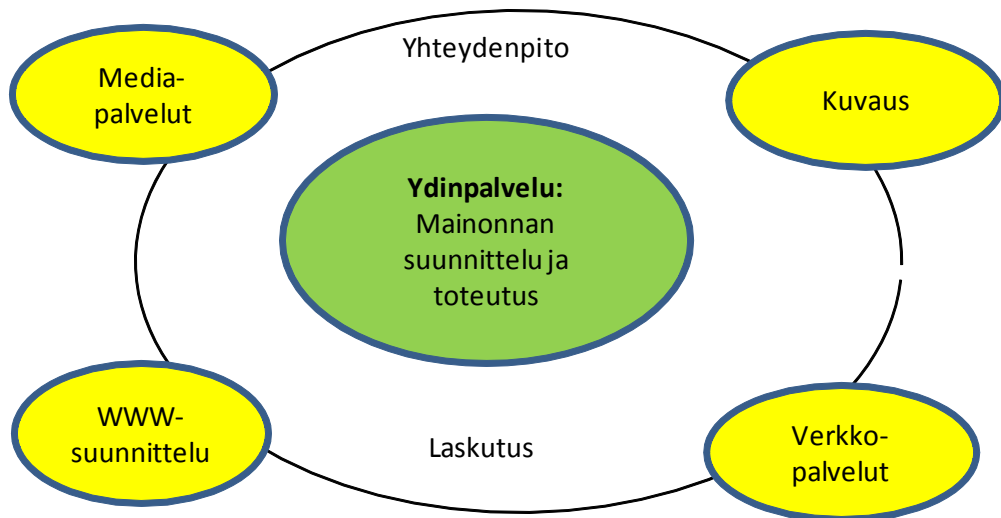 Yhteydenpito
Media-
palvelut
Kuvaus
Ydinpalvelu:
Mainonnan
suunnittelu ja
toteutus
WWW-
suunnittelu
Laskutus
Verkko-
palvelut